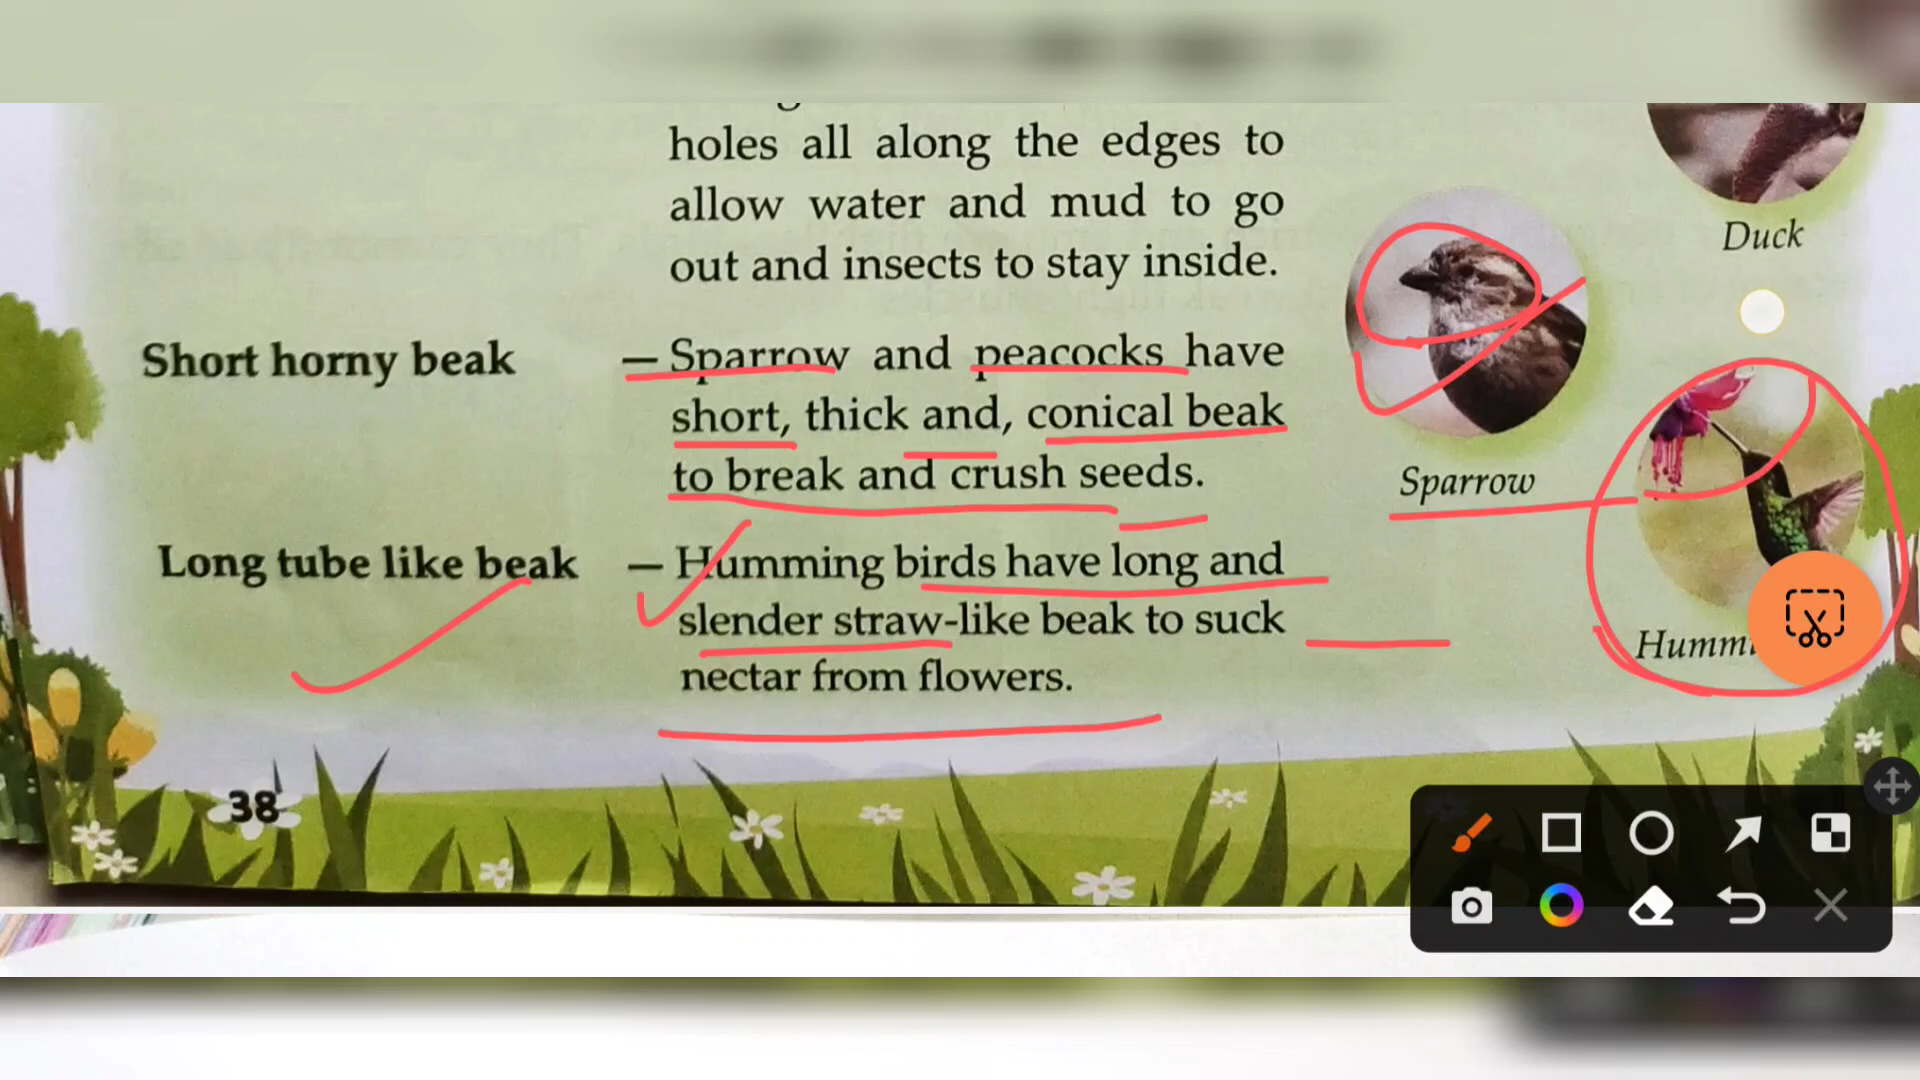 holes all along the edges to
allow water and mud to go
out and insects to stay inside.
Duck
Short horny beak — Sparrow and peacocks have
short, thick and, conical beak
to break and crush seeds.
Sparrow
Long tube like beak — Humming birds have long and
slender straw-like beak to suck
nectar from flowers.
38